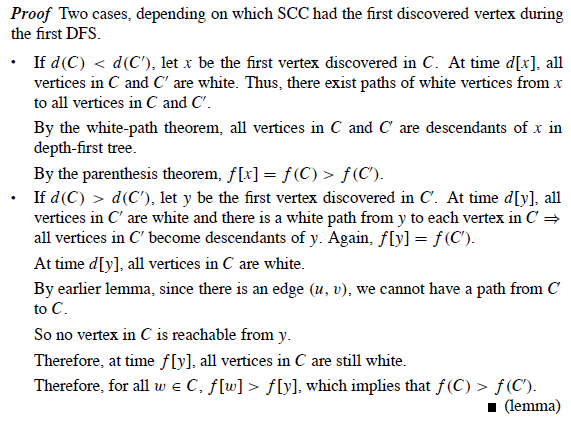 Proof Two cases, depending on which SCC had the first discovered vertex during
the first DFS.
• If d(C) < d(C′), let x be the first vertex discovered in C. At time d[x], all
vertices in C and C′ are white. Thus, there exist paths of white vertices from x
to all vertices in C and C′.
By the white-path theorem, all vertices in C and C′ are descendants of x in
depth-first tree.
By the parenthesis theorem, f[x] = f(C) > f(C′).
• If d(C) > d(C′), let y be the first vertex discovered in C′. At time d[y], all
vertices in C′ are white and there is a white path from y to each vertex in C′ ⇒
all vertices in C′ become descendants of y. Again, f[y] = f(C′).
At time d[y], all vertices in C are white.
By earlier lemma, since there is an edge (u, v), we cannot have a path from C′
to C.
So no vertex in C is reachable from y.
Therefore, at time f[y], all vertices in C are still white.
Therefore, for all w ∈ C, f[w] > f[y], which implies that f(C) > f(C′).
■ (lemma)